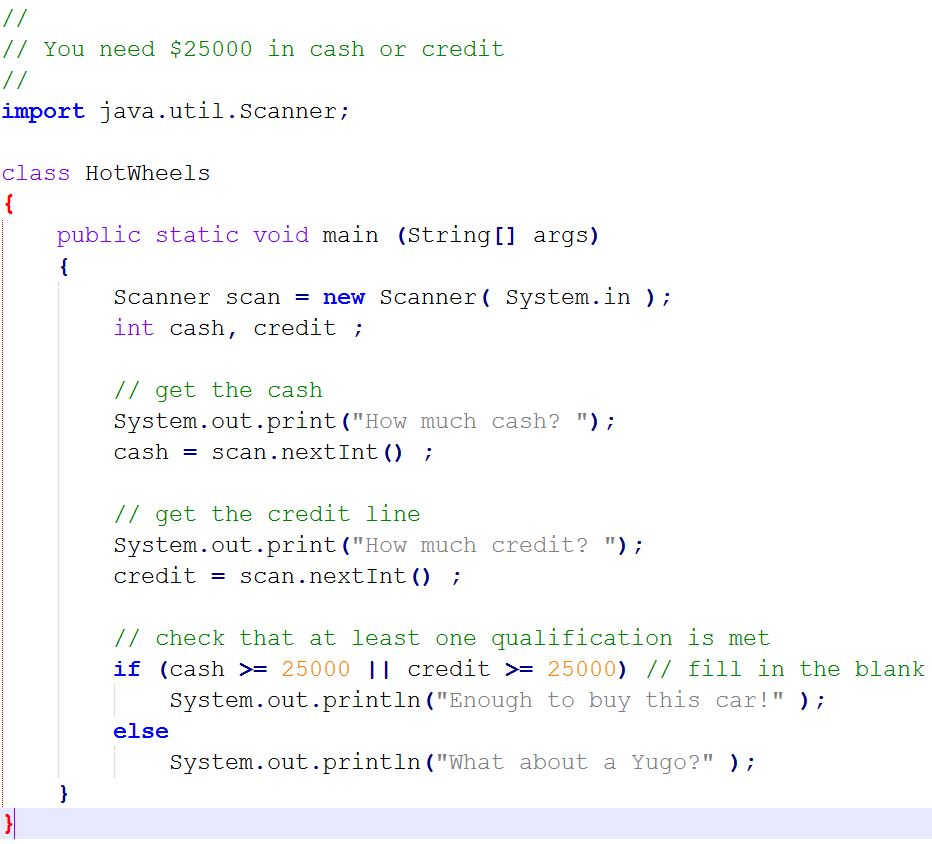 //
// You need $25000 in cash or credit
//
import java.util.Scanner;

class HotWheels
{
    public static void main (String[] args)
    {
        Scanner scan = new Scanner( System.in );
        int cash, credit ;

        // get the cash
        System.out.print("How much cash? ");
        cash = scan.nextInt() ;

        // get the credit line
        System.out.print("How much credit? ");
        credit = scan.nextInt() ;

        // check that at least one qualification is met
        if (cash >= 25000 || credit >= 25000) // fill in the blank
            System.out.println("Enough to buy this car!" );
        else
            System.out.println("What about a Yugo?" );
    }
}